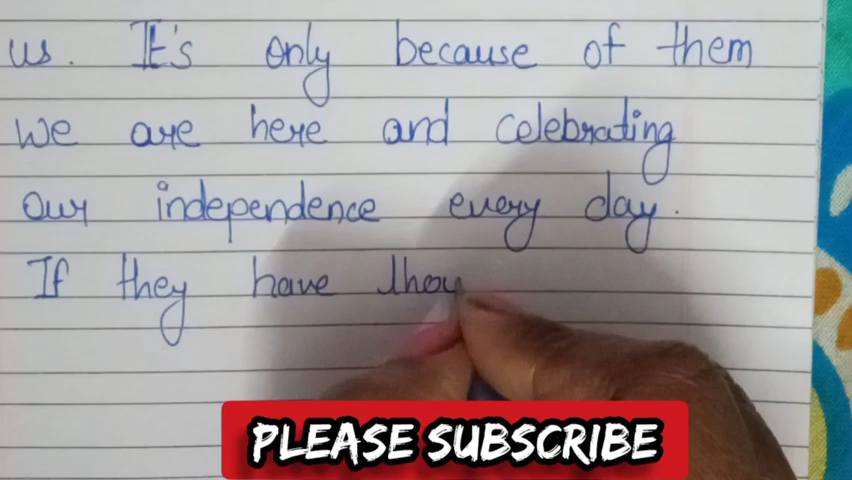 us. It's only because of them
we are here and celebrating
our independence every day.
If they have thou
PLEASE SUBSCRIBE